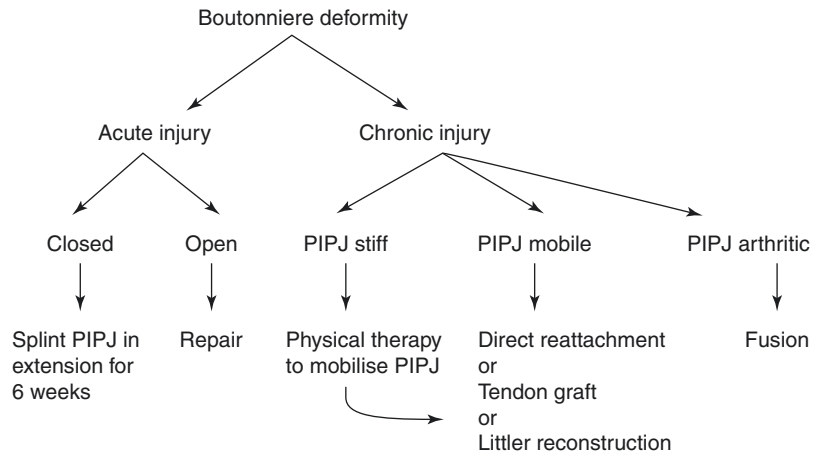 Boutonniere deformity
Acute injury
Chronic injury
Closed
Open
PIPJ stiff
PIPJ mobile
PIPJ arthritic
Splint PIPJ in
extension for
6 weeks
Repair
Physical therapy
to mobilise PIPJ
Direct reattachment
or
Tendon graft
or
Littler reconstruction
Fusion